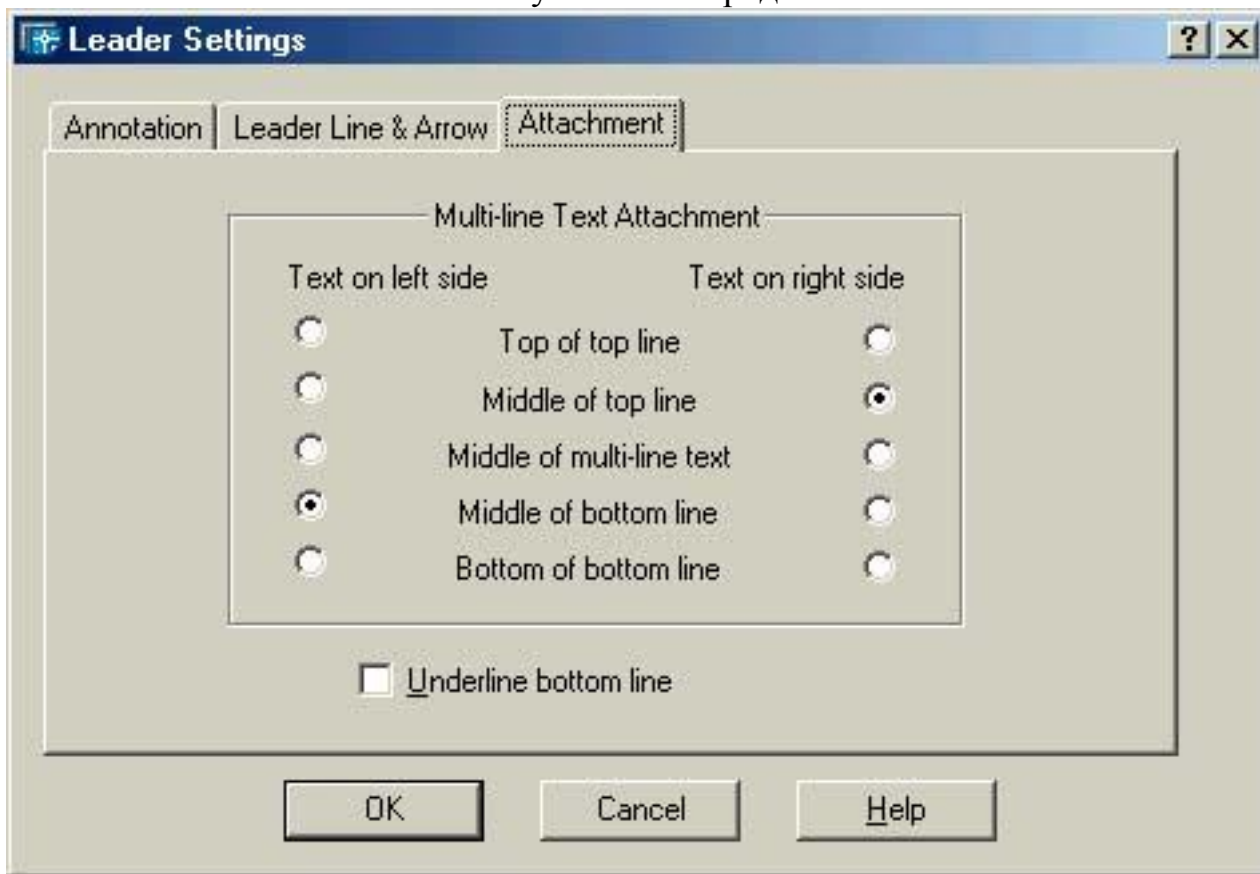 Leader Settings
Annotation Leader Line & Arrow Attachment
Multi-line Text Attachment
Text on left side Text on right side
Top of top line
Middle of top line
Middle of multi-line text
Middle of bottom line
Bottom of bottom line
Underline bottom line
OK Cancel Help